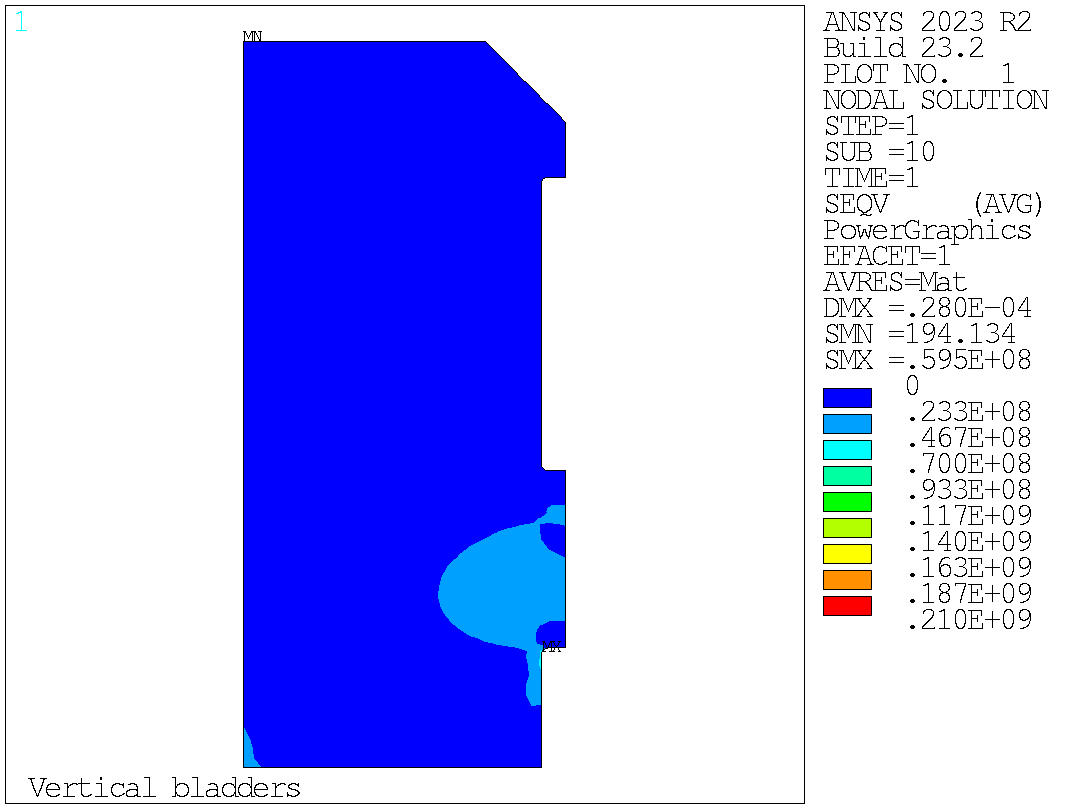 1
MN
ANSYS 2023 R2
Build 23.2
PLOT NO. 1
NODAL SOLUTION
STEP=1
SUB =10
TIME=1
SEQV (AVG)
PowerGraphics
EFACET=1
AVRES=Mat
DMX =.280E-04
SMN =194.134
SMX =.595E+08
0
.233E+08
.467E+08
.700E+08
.933E+08
.117E+09
.140E+09
.163E+09
.187E+09
.210E+09
MX
Vertical bladders